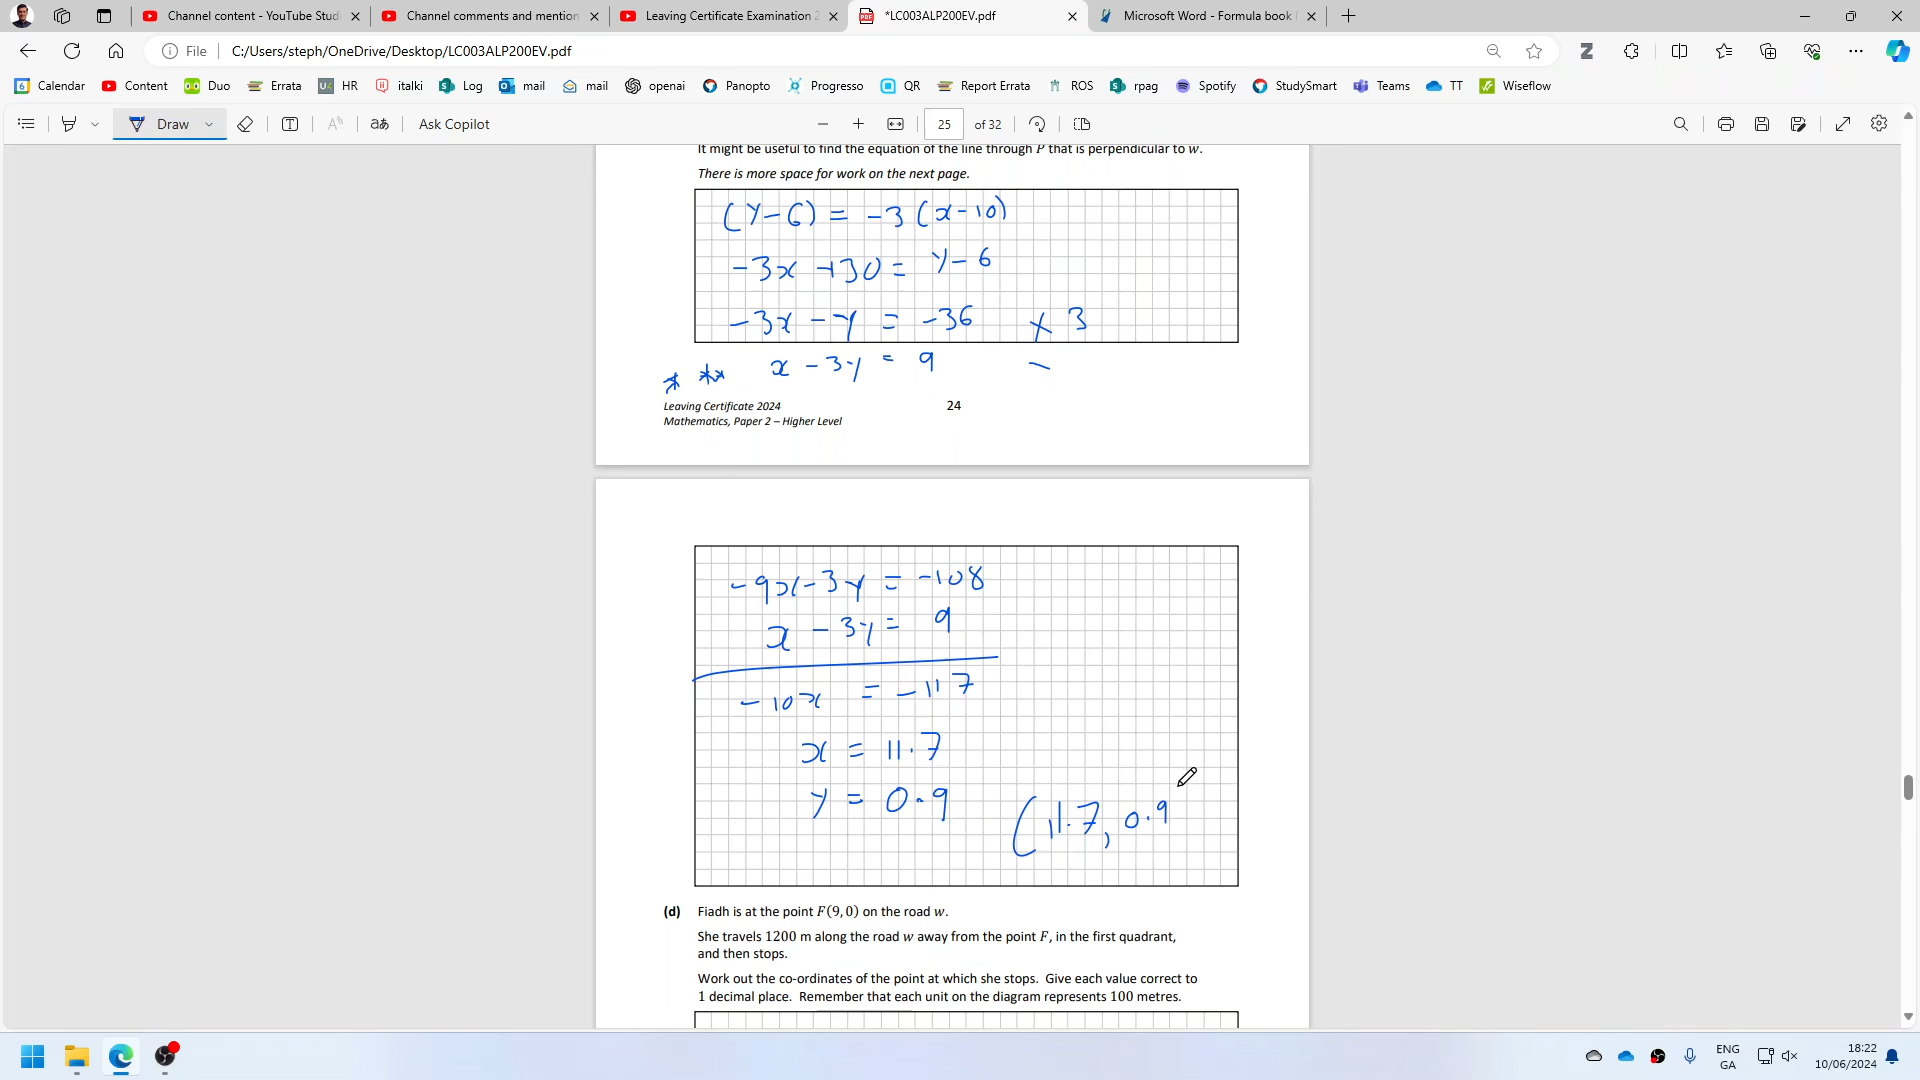 Channel content - YouTube Studi
Channel comments and mention
Leaving Certificate Examination 2
*LC003ALP200EV.pdf
Microsoft Word - Formula book
File
C:/Users/steph/OneDrive/Desktop/LC003ALP200EV.pdf
Calendar
Content
Duo
Errata
HR
italki
Log
mail
mail
openai
Panopto
Progresso
QR
Report Errata
ROS
rpag
Spotify
StudySmart
Teams
TT
Wiseflow
Draw
Ask Copilot
25 of 32
It might be useful to find the equation of the line through P that is perpendicular to w.
There is more space for work on the next page.
(y-6) = -3(x-10)
-3x +30 = y-6
-3x - y = -36 x 3
* ** x - 3y = 9 -
Leaving Certificate 2024
24
Mathematics, Paper 2 – Higher Level
-9x-3y = -108
x - 3y = 9
-10x = -117
x = 11.7
y = 0.9
(11.7, 0.9
(d) Fiadh is at the point F(9,0) on the road w.
She travels 1200 m along the road w away from the point F, in the first quadrant,
and then stops.
Work out the co-ordinates of the point at which she stops. Give each value correct to
1 decimal place. Remember that each unit on the diagram represents 100 metres.
ENG
GA
18:22
10/06/2024